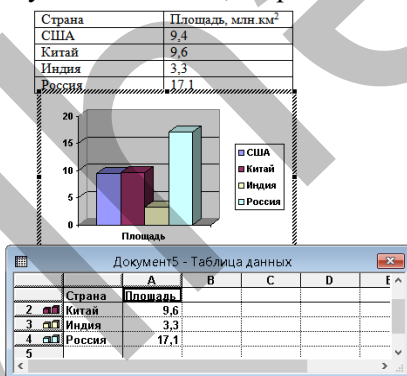 Страна Площадь, млн.км²
США 9,4
Китай 9,6
Индия 3,3
Россия 17,1
20
15
10
5
0
Площадь
США
Китай
Индия
Россия
Документ5 - Таблица данных
A B C D E
Страна Площадь
2 Китай 9,6
3 Индия 3,3
4 Россия 17,1
5